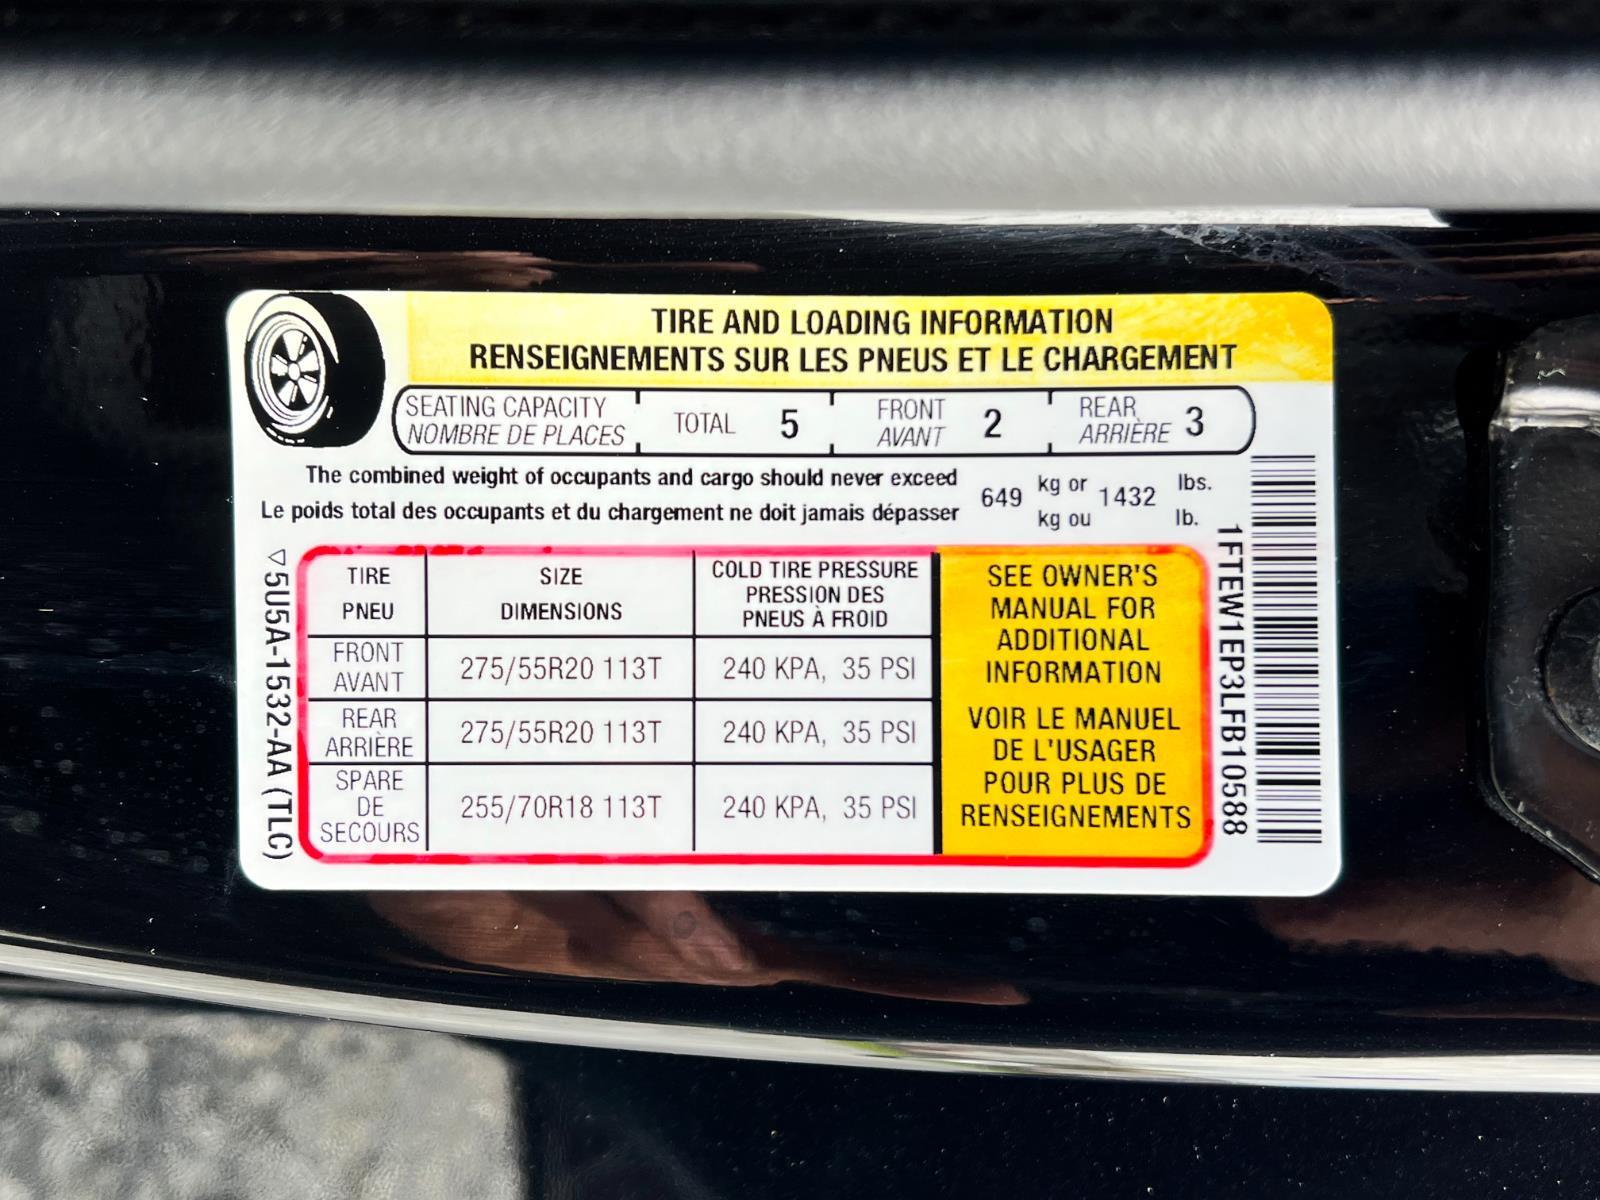 TIRE AND LOADING INFORMATION
RENSEIGNEMENTS SUR LES PNEUS ET LE CHARGEMENT
SEATING CAPACITY
NOMBRE DE PLACES
TOTAL 5
FRONT
AVANT
2
REAR
ARRIÈRE
3
The combined weight of occupants and cargo should never exceed
Le poids total des occupants et du chargement ne doit jamais dépasser
649
kg or
kg ou
1432
lbs.
lb.
TIRE
PNEU
SIZE
DIMENSIONS
COLD TIRE PRESSURE
PRESSION DES
PNEUS À FROID
FRONT
AVANT
275/55R20 113T
240 KPA, 35 PSI
REAR
ARRIÈRE
275/55R20 113T
240 KPA, 35 PSI
SPARE
DE
SECOURS
255/70R18 113T
240 KPA, 35 PSI
SEE OWNER'S
MANUAL FOR
ADDITIONAL
INFORMATION
VOIR LE MANUEL
DE L'USAGER
POUR PLUS DE
RENSEIGNEMENTS
5U5A-1532-AA (TLC)
1FTEW1EP3LFB10588